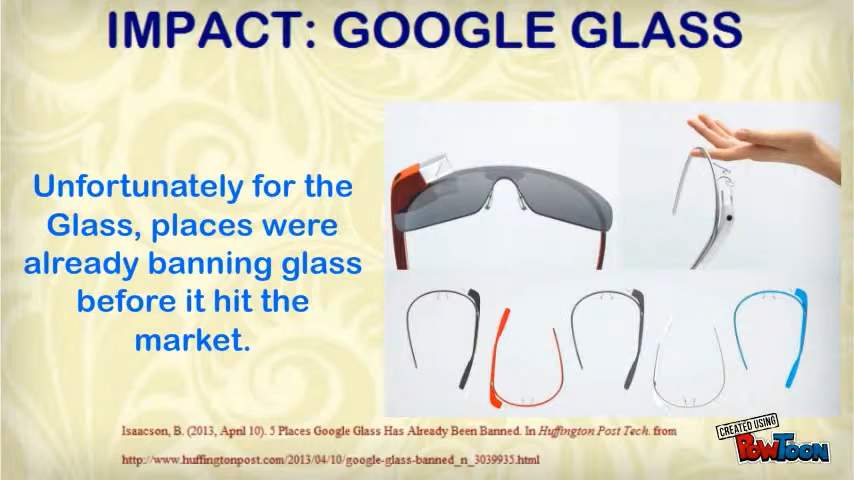 IMPACT: GOOGLE GLASS
Unfortunately for the
Glass, places were
already banning glass
before it hit the
market.
Isaacson, B. (2013, April 10). 5 Places Google Glass Has Already Been Banned. In Huffington Post Tech. from
http://www.huffingtonpost.com/2013/04/10/google-glass-banned_n_3039935.html
CREATED USING
POWTOON